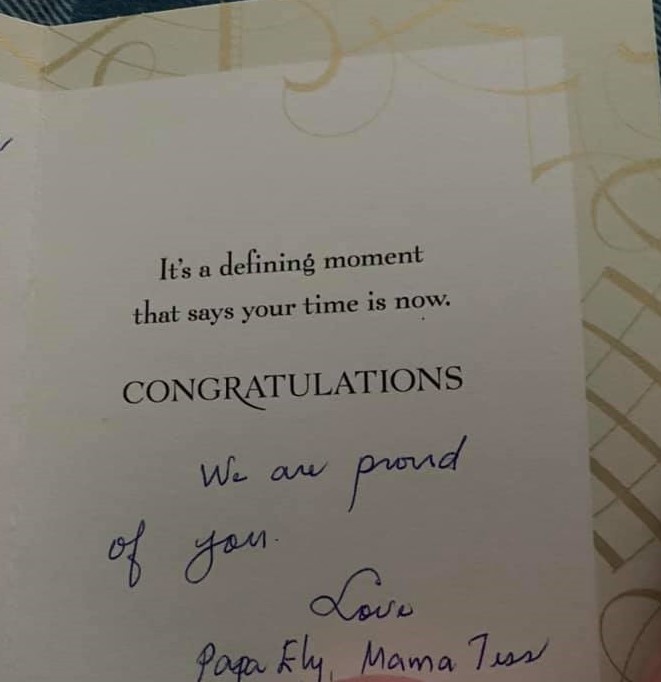 It's a defining moment
that says your time is now.
CONGRATULATIONS
We are proud
of you.
Love
Papa Ely, Mama Tess